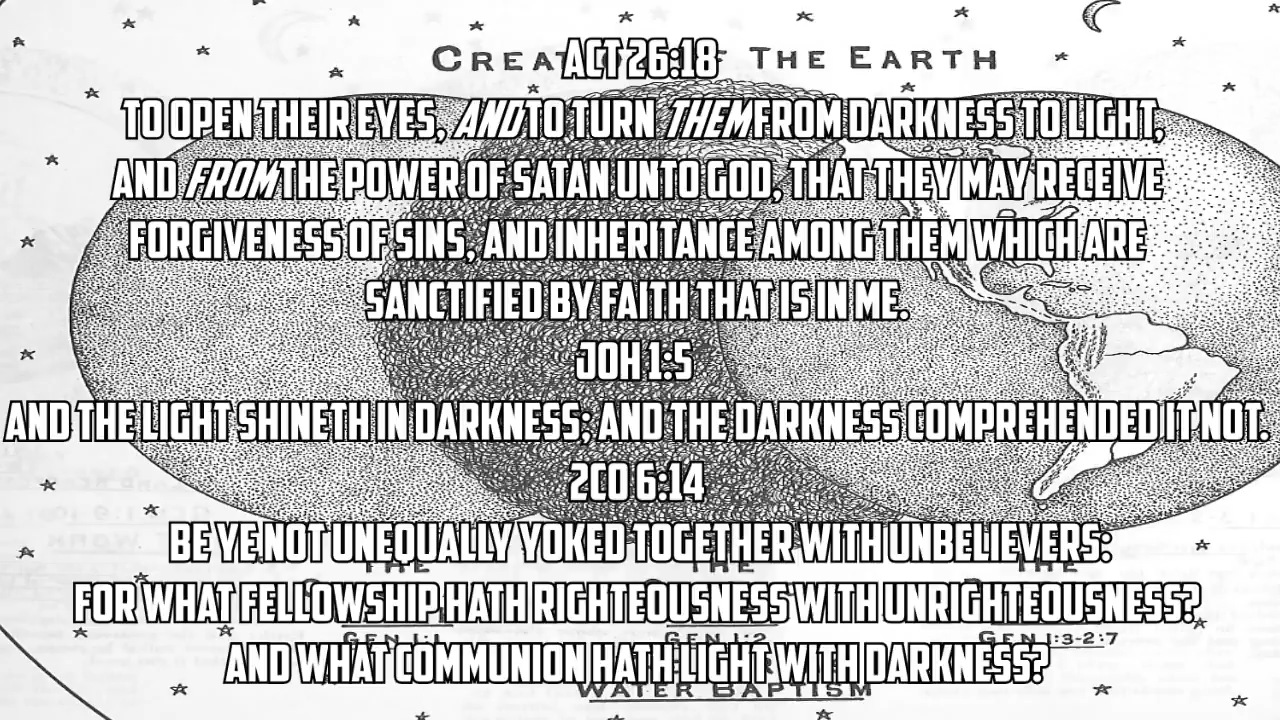 CREAT THE EARTH
ACT 26:18
TO OPEN THEIR EYES, AND TO TURN THEM FROM DARKNESS TO LIGHT,
AND FROM THE POWER OF SATAN UNTO GOD, THAT THEY MAY RECEIVE
FORGIVENESS OF SINS, AND INHERITANCE AMONG THEM WHICH ARE
SANCTIFIED BY FAITH THAT IS IN ME.
JOH 1:5
AND THE LIGHT SHINETH IN DARKNESS; AND THE DARKNESS COMPREHENDED IT NOT.
2CO 6:14
BE YE NOT UNEQUALLY YOKED TOGETHER WITH UNBELIEVERS:
THE THE THE
FOR WHAT FELLOWSHIP HATH RIGHTEOUSNESS WITH UNRIGHTEOUSNESS?
GEN 1:1 GEN 1:2 GEN 1:3-2:7
AND WHAT COMMUNION HATH LIGHT WITH DARKNESS?
WATER BAPTISM